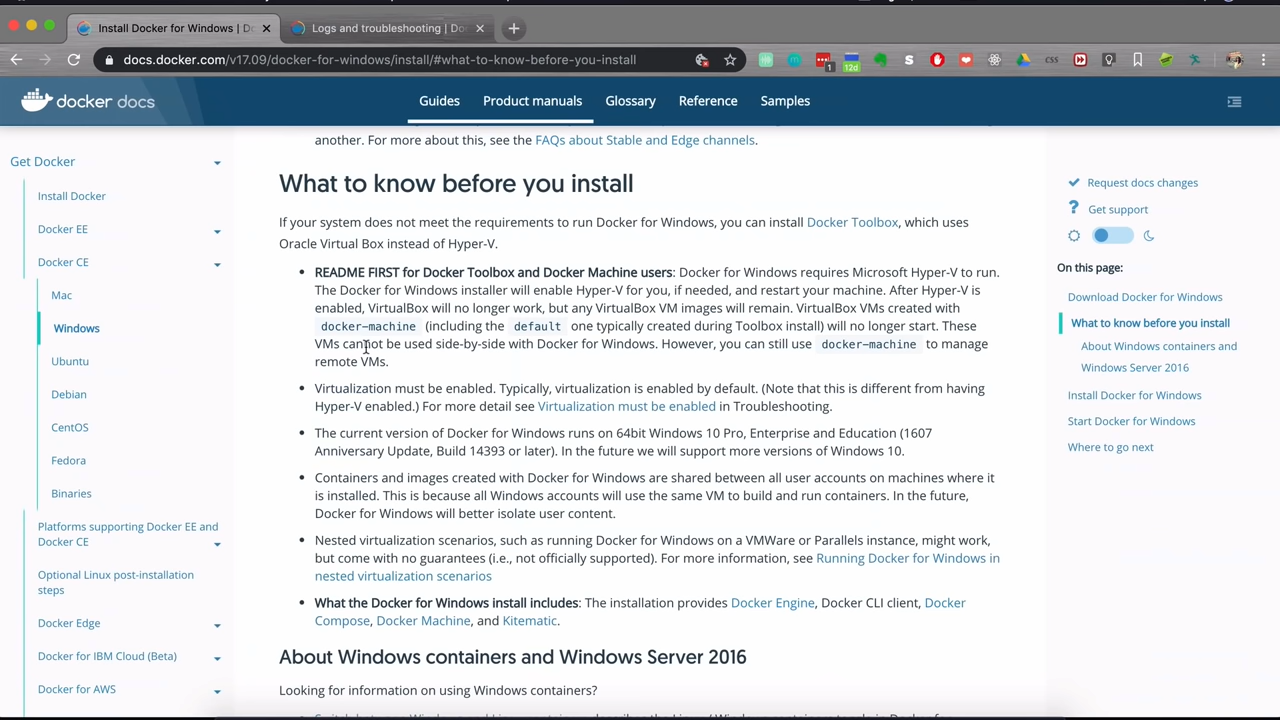 Install Docker for Windows | D
Logs and troubleshooting | Do
docs.docker.com/v17.09/docker-for-windows/install/#what-to-know-before-you-install
1
12d
S
CSS
docker docs
Guides
Product manuals
Glossary
Reference
Samples
Get Docker
Install Docker
Docker EE
Docker CE
Mac
Windows
Ubuntu
Debian
CentOS
Fedora
Binaries
Platforms supporting Docker EE and
Docker CE
Optional Linux post-installation
steps
Docker Edge
Docker for IBM Cloud (Beta)
Docker for AWS
another. For more about this, see the FAQs about Stable and Edge channels.
What to know before you install
If your system does not meet the requirements to run Docker for Windows, you can install Docker Toolbox, which uses
Oracle Virtual Box instead of Hyper-V.
• README FIRST for Docker Toolbox and Docker Machine users: Docker for Windows requires Microsoft Hyper-V to run.
The Docker for Windows installer will enable Hyper-V for you, if needed, and restart your machine. After Hyper-V is
enabled, VirtualBox will no longer work, but any VirtualBox VM images will remain. VirtualBox VMs created with
docker-machine (including the default one typically created during Toolbox install) will no longer start. These
VMs cannot be used side-by-side with Docker for Windows. However, you can still use docker-machine to manage
remote VMs.
• Virtualization must be enabled. Typically, virtualization is enabled by default. (Note that this is different from having
Hyper-V enabled.) For more detail see Virtualization must be enabled in Troubleshooting.
• The current version of Docker for Windows runs on 64bit Windows 10 Pro, Enterprise and Education (1607
Anniversary Update, Build 14393 or later). In the future we will support more versions of Windows 10.
• Containers and images created with Docker for Windows are shared between all user accounts on machines where it
is installed. This is because all Windows accounts will use the same VM to build and run containers. In the future,
Docker for Windows will better isolate user content.
• Nested virtualization scenarios, such as running Docker for Windows on a VMWare or Parallels instance, might work,
but come with no guarantees (i.e., not officially supported). For more information, see Running Docker for Windows in
nested virtualization scenarios
• What the Docker for Windows install includes: The installation provides Docker Engine, Docker CLI client, Docker
Compose, Docker Machine, and Kitematic.
About Windows containers and Windows Server 2016
Looking for information on using Windows containers?
Request docs changes
Get support
On this page:
Download Docker for Windows
What to know before you install
About Windows containers and
Windows Server 2016
Install Docker for Windows
Start Docker for Windows
Where to go next